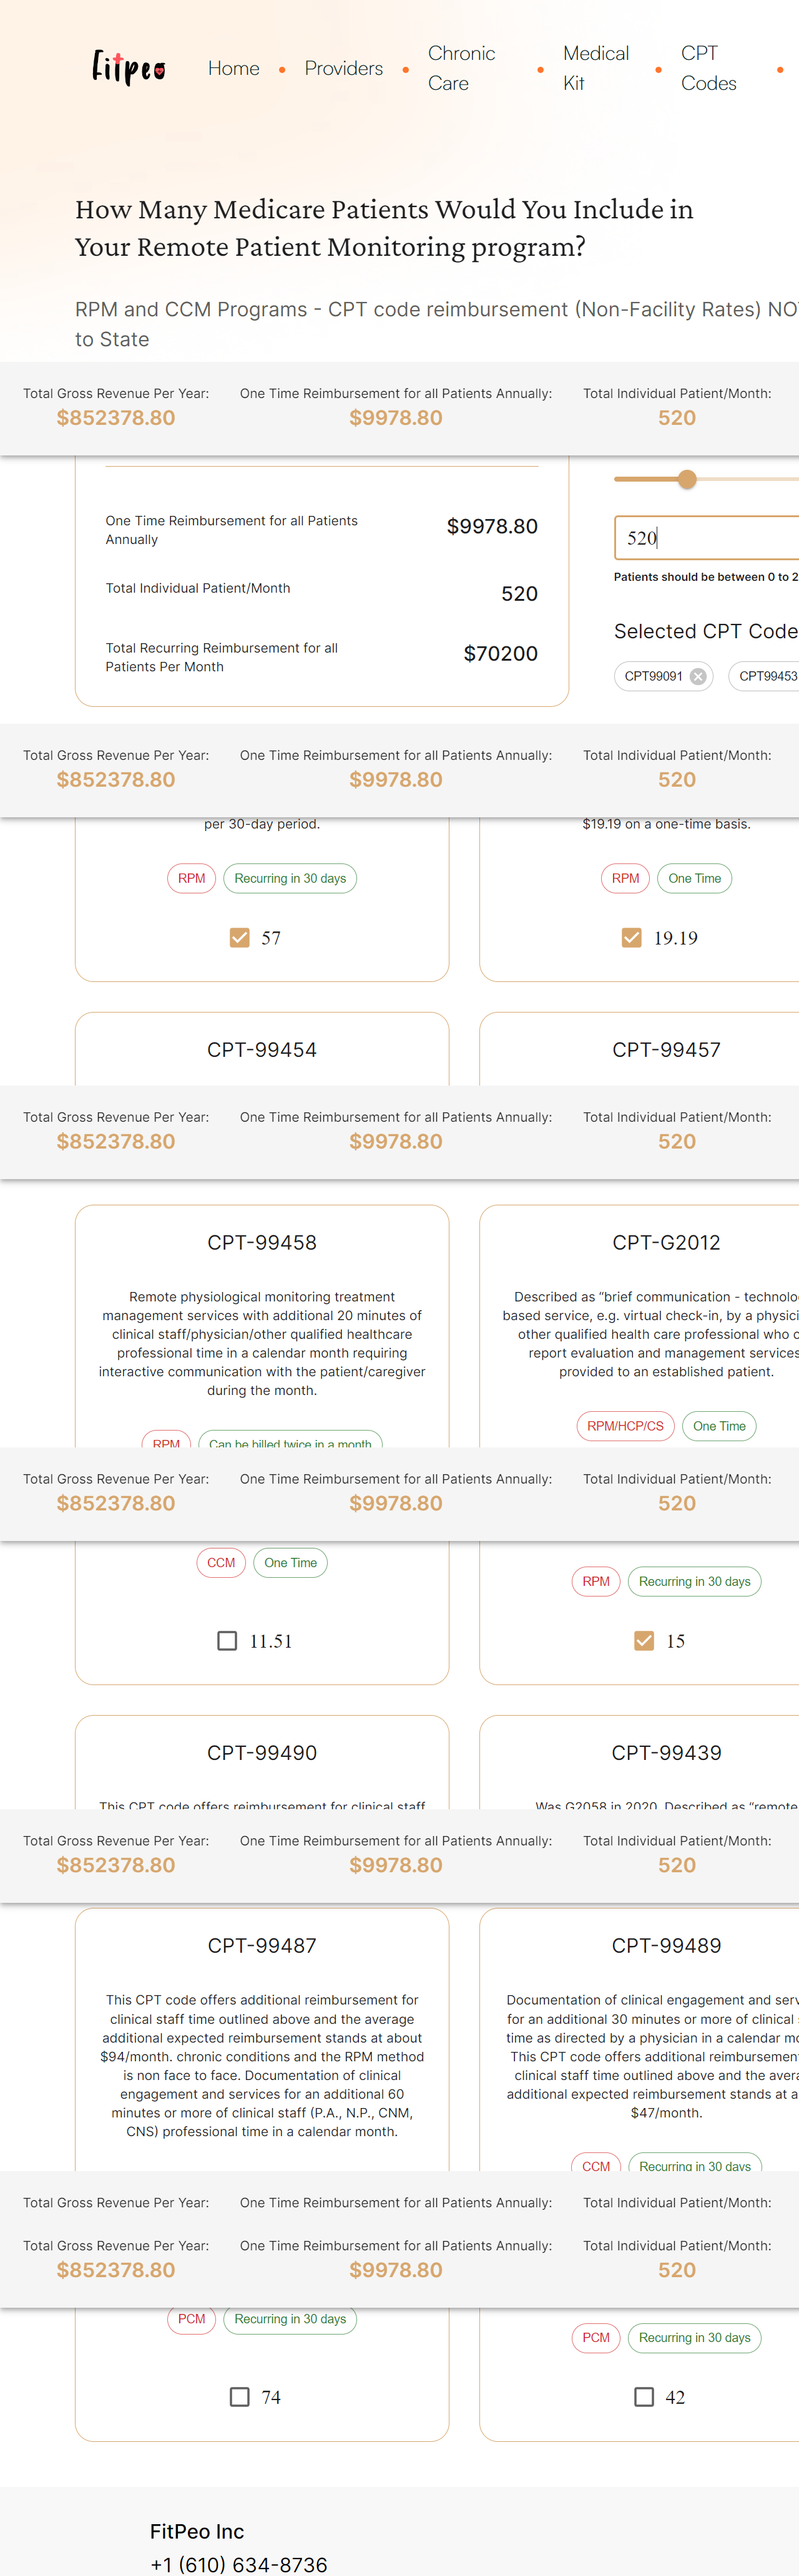 FitPeo
Home
Providers
Chronic
Care
Medical
Kit
CPT
Codes
How Many Medicare Patients Would You Include in
Your Remote Patient Monitoring program?
RPM and CCM Programs - CPT code reimbursement (Non-Facility Rates)
to State
Total Gross Revenue Per Year: One Time Reimbursement for all Patients Annually: Total Individual Patient/Month:
$852378.80 $9978.80 520
One Time Reimbursement for all Patients
Annually
$9978.80
Total Individual Patient/Month
520
Total Recurring Reimbursement for all
Patients Per Month
$70200
520
Patients should be between 0 to
Selected CPT Code
CPT99091 CPT99453
Total Gross Revenue Per Year: One Time Reimbursement for all Patients Annually: Total Individual Patient/Month:
$852378.80 $9978.80 520
per 30-day period.
RPM Recurring in 30 days
57
$19.19 on a one-time basis.
RPM One Time
19.19
CPT-99454
CPT-99457
Total Gross Revenue Per Year: One Time Reimbursement for all Patients Annually: Total Individual Patient/Month:
$852378.80 $9978.80 520
CPT-99458
Remote physiological monitoring treatment
management services with additional 20 minutes of
clinical staff/physician/other qualified healthcare
professional time in a calendar month requiring
interactive communication with the patient/caregiver
during the month.
RPM Can be billed twice in a month
CPT-G2012
Described as “brief communication -
based service, e.g. virtual check-in, by a
other qualified health care professional who
report evaluation and management services
provided to an established patient.
RPM/HCP/CS One Time
Total Gross Revenue Per Year: One Time Reimbursement for all Patients Annually: Total Individual Patient/Month:
$852378.80 $9978.80 520
CCM One Time
11.51
RPM Recurring in 30 days
15
CPT-99490
This CPT code offers reimbursement for clinical staff
CPT-99439
Was G2058 in 2020. Described as “remote
Total Gross Revenue Per Year: One Time Reimbursement for all Patients Annually: Total Individual Patient/Month:
$852378.80 $9978.80 520
CPT-99487
This CPT code offers additional reimbursement for
clinical staff time outlined above and the average
additional expected reimbursement stands at about
$94/month. chronic conditions and the RPM method
is non face to face. Documentation of clinical
engagement and services for an additional 60
minutes or more of clinical staff (P.A., N.P., CNM,
CNS) professional time in a calendar month.
CPT-99489
Documentation of clinical engagement and
for an additional 30 minutes or more of clinical
time as directed by a physician in a calendar
This CPT code offers additional reimbursement
clinical staff time outlined above and the
additional expected reimbursement stands at
$47/month.
CCM Recurring in 30 days
Total Gross Revenue Per Year: One Time Reimbursement for all Patients Annually: Total Individual Patient/Month:
Total Gross Revenue Per Year: One Time Reimbursement for all Patients Annually: Total Individual Patient/Month:
$852378.80 $9978.80 520
PCM Recurring in 30 days
74
PCM Recurring in 30 days
42
FitPeo Inc
+1 (610) 634-8736